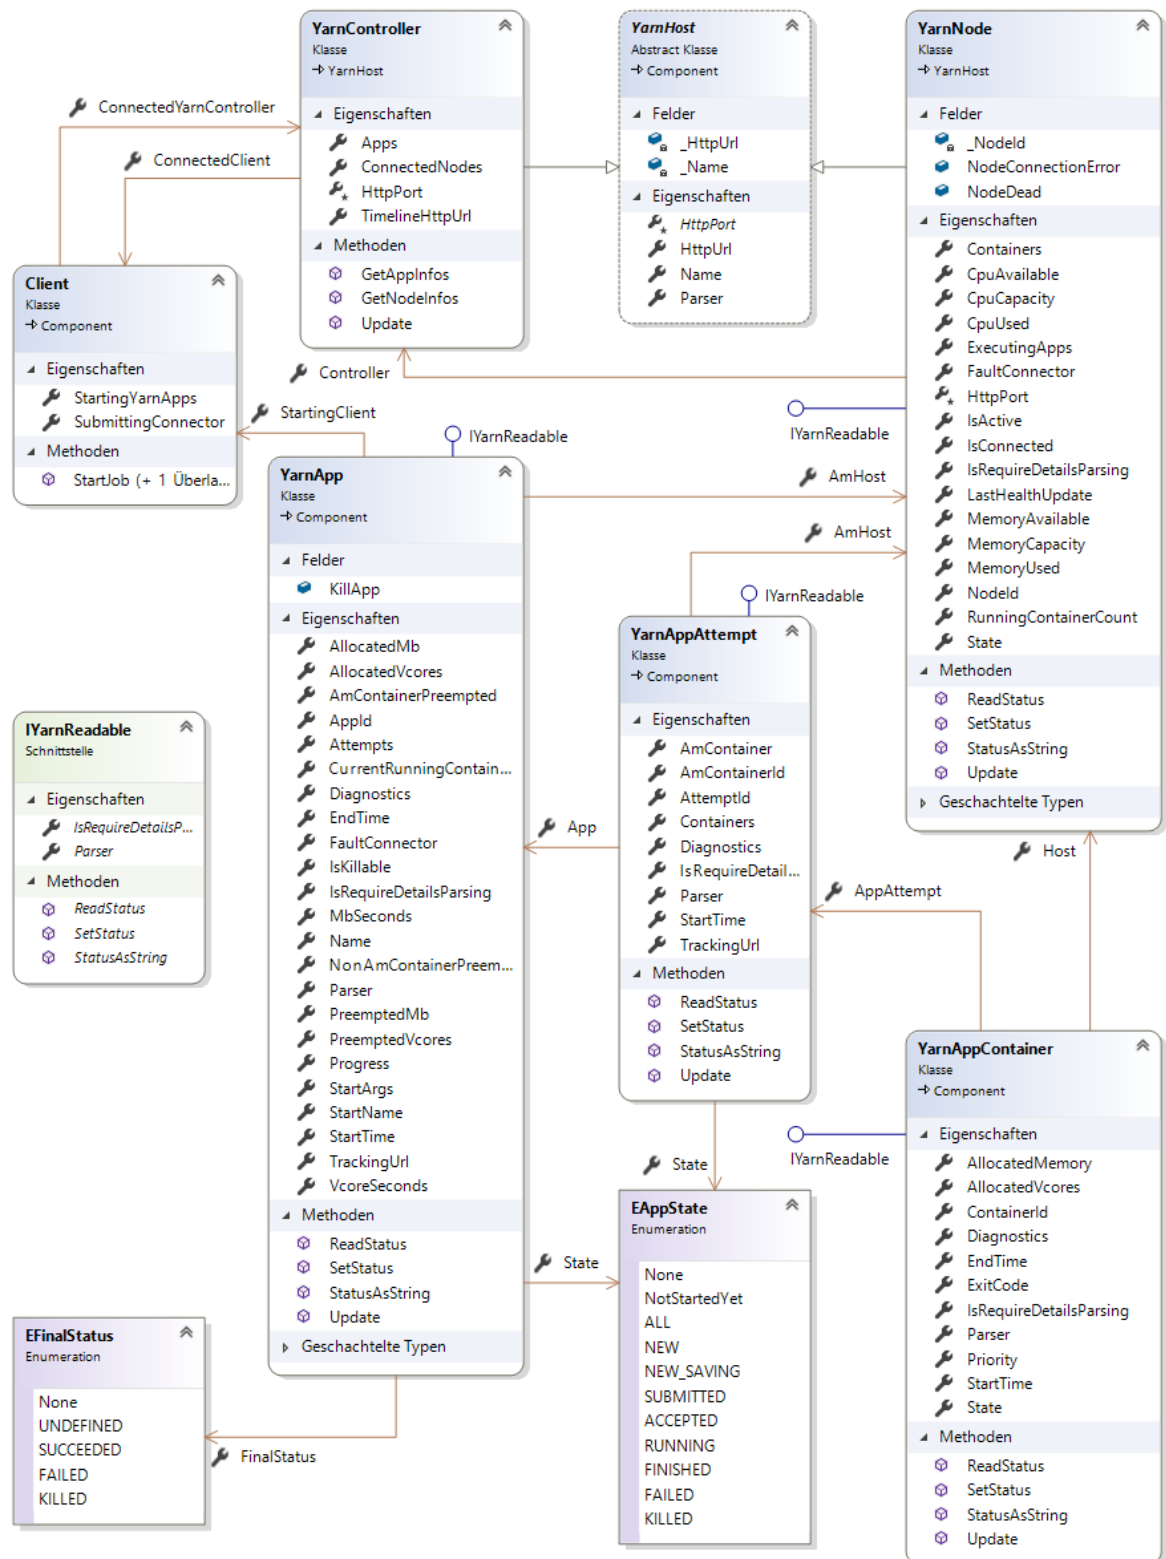 YarnController
Klasse
YarnHost
Eigenschaften
Apps
ConnectedNodes
HttpPort
TimelineHttpUrl
Methoden
GetAppInfos
GetNodeInfos
Update
YarnHost
Abstract Klasse
Component
Felder
_HttpUrl
_Name
Eigenschaften
HttpPort
HttpUrl
Name
Parser
YarnNode
Klasse
YarnHost
Felder
_NodeId
NodeConnectionError
NodeDead
Eigenschaften
Containers
CpuAvailable
CpuCapacity
CpuUsed
ExecutingApps
FaultConnector
HttpPort
IsActive
IsConnected
IsRequireDetailsParsing
LastHealthUpdate
MemoryAvailable
MemoryCapacity
MemoryUsed
NodeId
RunningContainerCount
State
Methoden
ReadStatus
SetStatus
StatusAsString
Update
Geschachtelte Typen
ConnectedYarnController
ConnectedClient
Client
Klasse
Component
Eigenschaften
StartingYarnApps
SubmittingConnector
Methoden
StartJob (+ 1 Überla...
Controller
StartingClient
IYarnReadable
IYarnReadable
AmHost
AmHost
IYarnReadable
YarnApp
Klasse
Component
Felder
KillApp
Eigenschaften
AllocatedMb
AllocatedVcores
AmContainerPreempted
AppId
Attempts
CurrentRunningContain...
Diagnostics
EndTime
FaultConnector
IsKillable
IsRequireDetailsParsing
MbSeconds
Name
NonAmContainerPreem...
Parser
PreemptedMb
PreemptedVcores
Progress
StartArgs
StartName
StartTime
TrackingUrl
VcoreSeconds
Methoden
ReadStatus
SetStatus
StatusAsString
Update
Geschachtelte Typen
YarnAppAttempt
Klasse
Component
Eigenschaften
AmContainer
AmContainerId
AttemptId
Containers
Diagnostics
IsRequireDetail...
Parser
StartTime
TrackingUrl
Methoden
ReadStatus
SetStatus
StatusAsString
Update
IYarnReadable
Schnittstelle
Eigenschaften
IsRequireDetailsP...
Parser
Methoden
ReadStatus
SetStatus
StatusAsString
App
Host
AppAttempt
YarnAppContainer
Klasse
Component
Eigenschaften
AllocatedMemory
AllocatedVcores
ContainerId
Diagnostics
EndTime
ExitCode
IsRequireDetailsParsing
Parser
Priority
StartTime
State
Methoden
ReadStatus
SetStatus
StatusAsString
Update
IYarnReadable
State
State
EAppState
Enumeration
None
NotStartedYet
ALL
NEW
NEW_SAVING
SUBMITTED
ACCEPTED
RUNNING
FINISHED
FAILED
KILLED
EFinalStatus
Enumeration
None
UNDEFINED
SUCCEEDED
FAILED
KILLED
FinalStatus